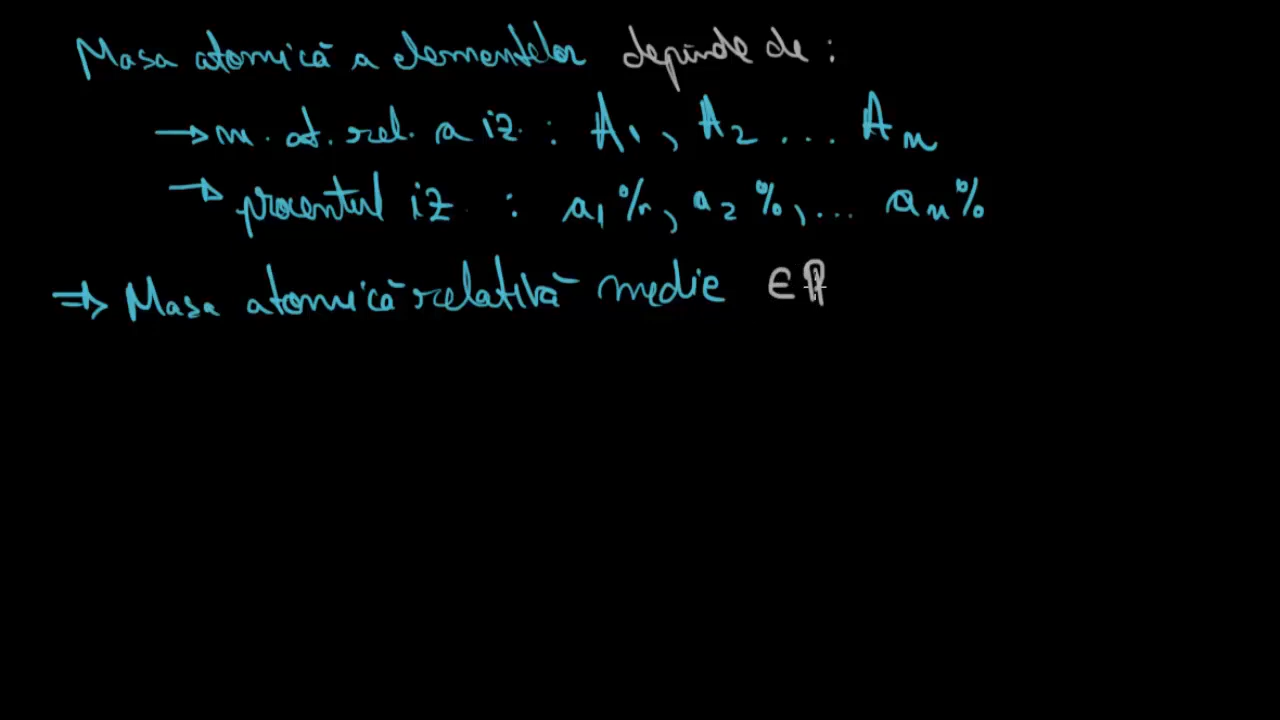 Masa atomică a elementelor depinde de :
→ m. at. rel. a iz. : A₁, A₂ ... Aₙ
→ procentul iz. : a₁%, a₂%, ... aₙ%
⇒ Masa atomică relativă medie ∈ ℝ